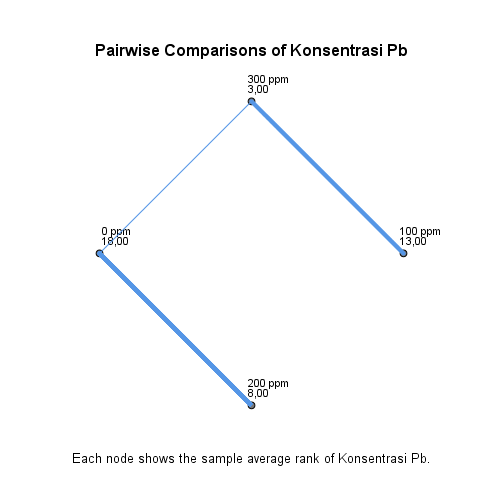 Pairwise Comparisons of Konsentrasi Pb
300 ppm
3,00
0 ppm
18,00
100 ppm
13,00
200 ppm
8,00
Each node shows the sample average rank of Konsentrasi Pb.